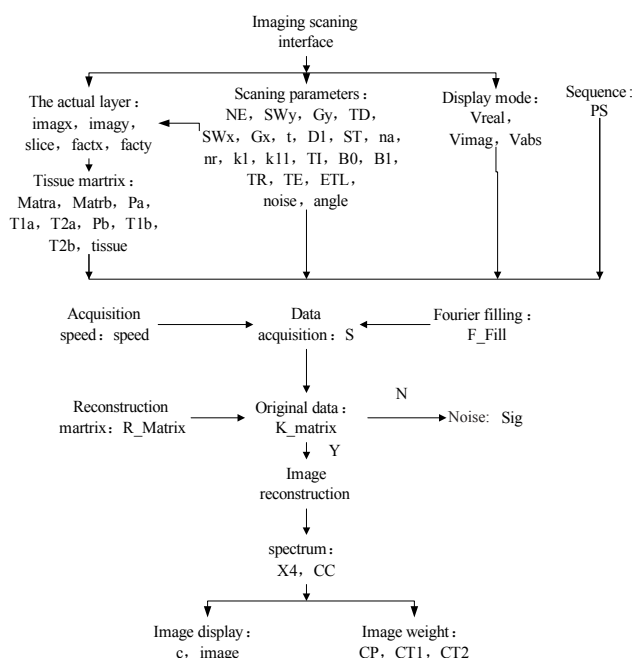 Imaging scaning
interface
The actual layer：
imagx，imagy，
slice，factx，facty
Tissue martrix：
Matra，Matrb，Pa，
T1a，T2a，Pb，T1b，
T2b，tissue
Scaning parameters：
NE，SWy，Gy，TD，
SWx，Gx，t，D1，ST，na，
nr，k1，k11，TI，B0，B1，
TR，TE，ETL，
noise，angle
Display mode：
Vreal，
Vimag，Vabs
Sequence：
PS
Acquisition
speed：speed
Data
acquisition：S
Fourier filling：
F_Fill
Reconstruction
martrix：R_Matrix
Original data：
K_matrix
N
Noise: Sig
Y
Image
reconstruction
spectrum：
X4，CC
Image display：
c，image
Image weight：
CP，CT1，CT2